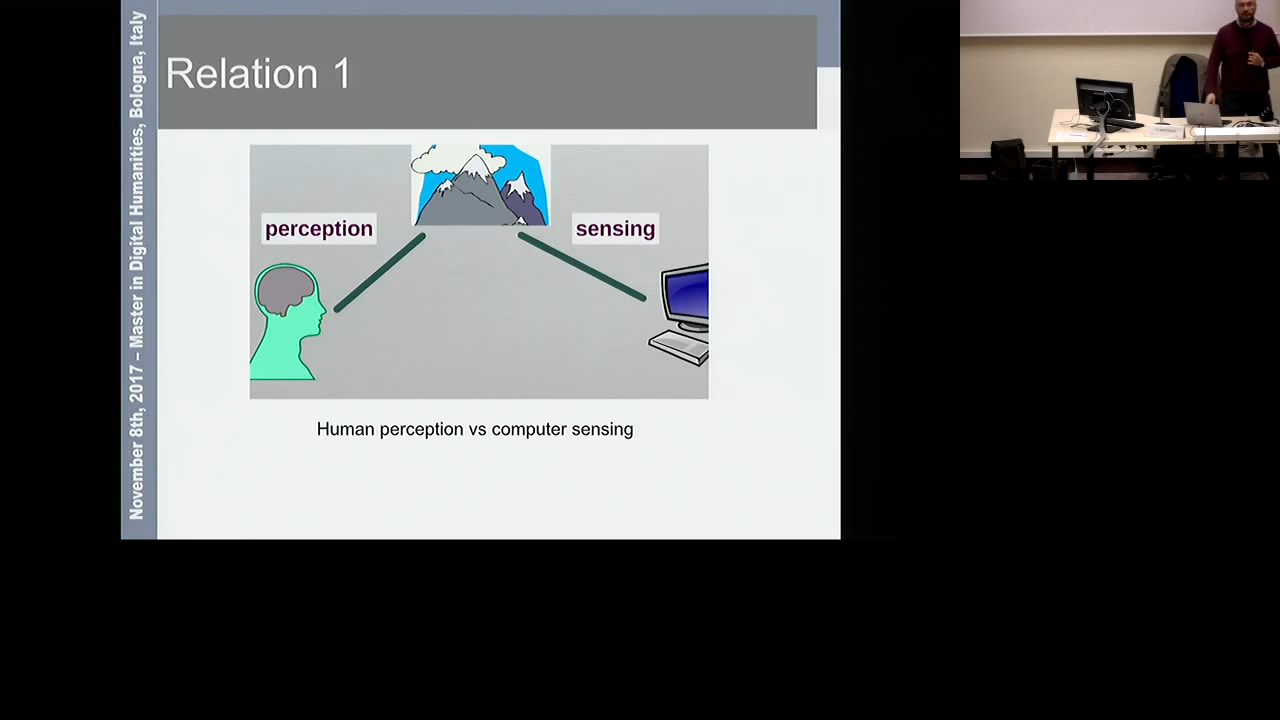 November 8th, 2017 – Master in Digital Humanities, Bologna, Italy
Relation 1
perception
sensing
Human perception vs computer sensing